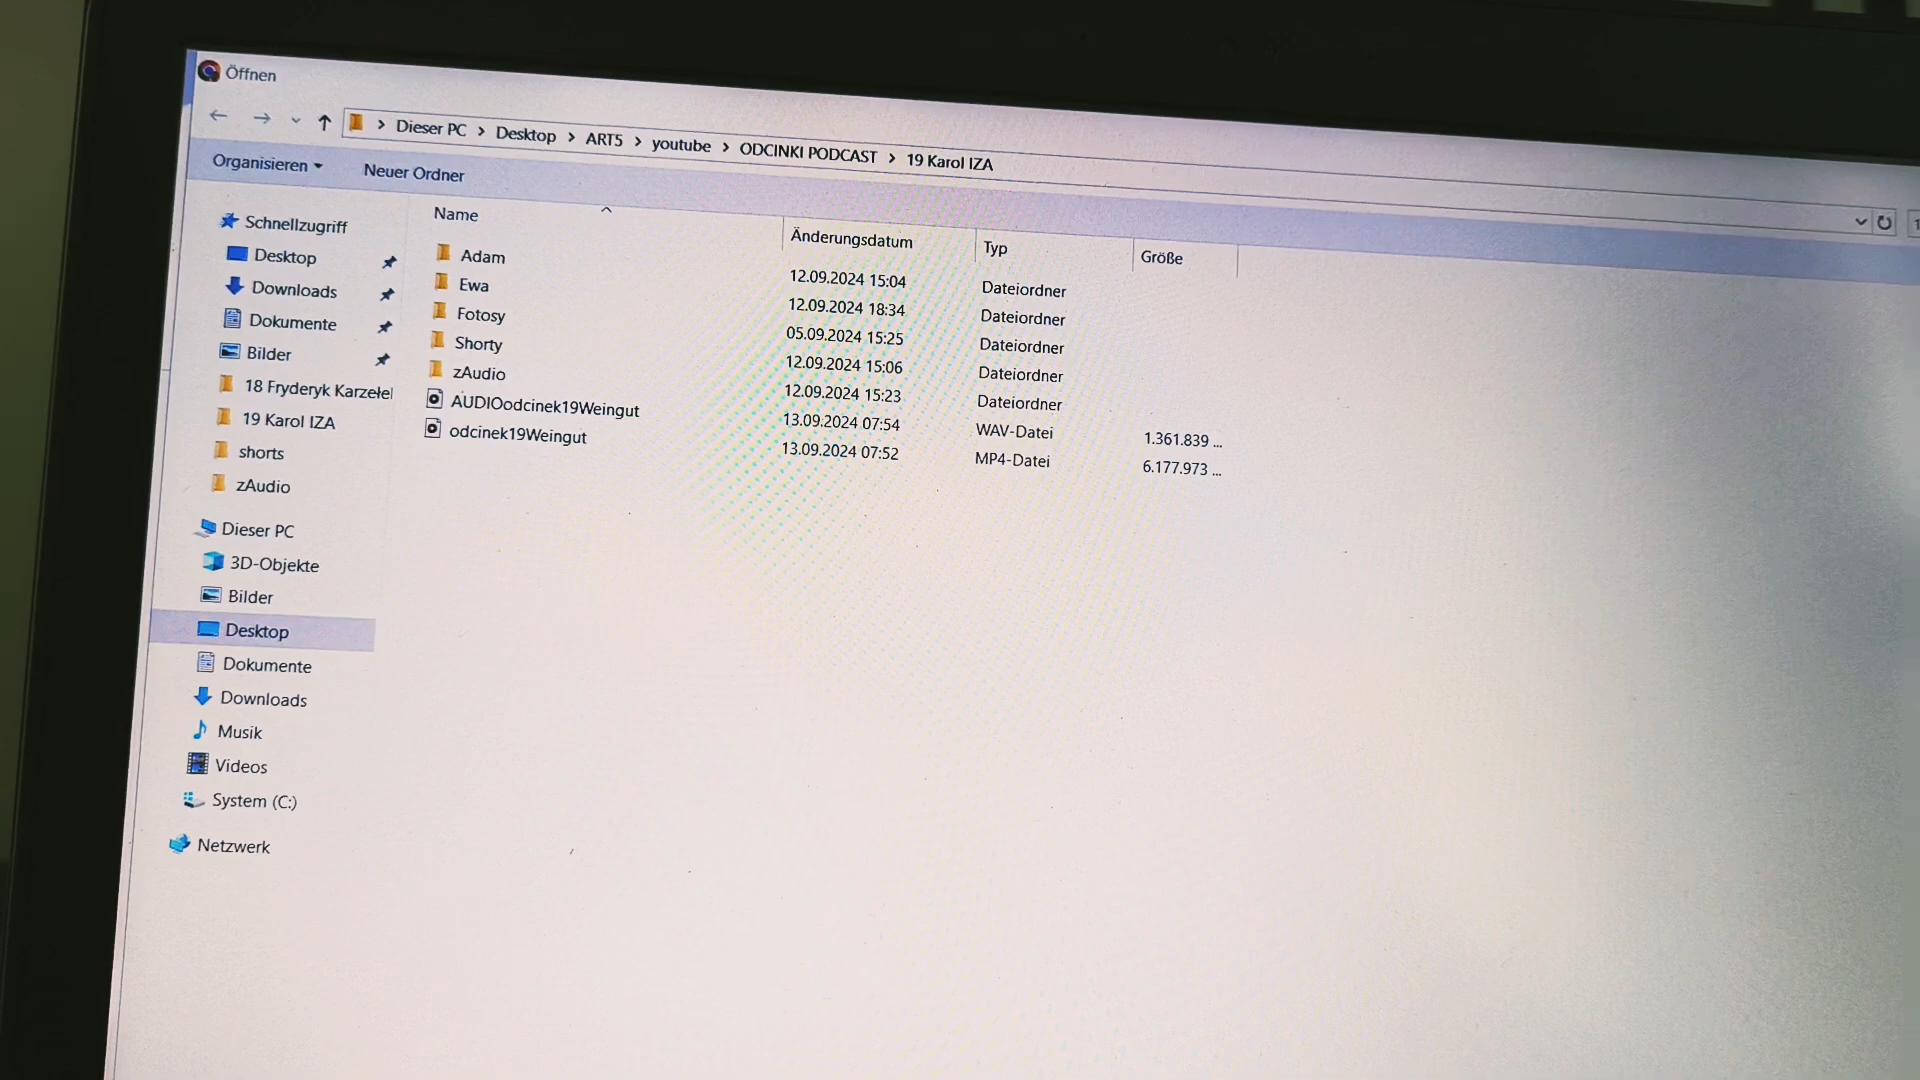 Öffnen
Dieser PC > Desktop > ART5 > youtube > ODCINKI PODCAST > 19 Karol IZA
Organisieren Neuer Ordner
Name Änderungsdatum Typ Größe
Adam 12.09.2024 15:04 Dateiordner
Ewa 12.09.2024 18:34 Dateiordner
Fotosy 05.09.2024 15:25 Dateiordner
Shorty 12.09.2024 15:06 Dateiordner
zAudio 12.09.2024 15:23 Dateiordner
AUDIOodcinek19Weingut 13.09.2024 07:54 WAV-Datei 1.361.839 ...
odcinek19Weingut 13.09.2024 07:52 MP4-Datei 6.177.973 ...
Schnellzugriff
Desktop
Downloads
Dokumente
Bilder
18 Fryderyk Karzełel
19 Karol IZA
shorts
zAudio
Dieser PC
3D-Objekte
Bilder
Desktop
Dokumente
Downloads
Musik
Videos
System (C:)
Netzwerk